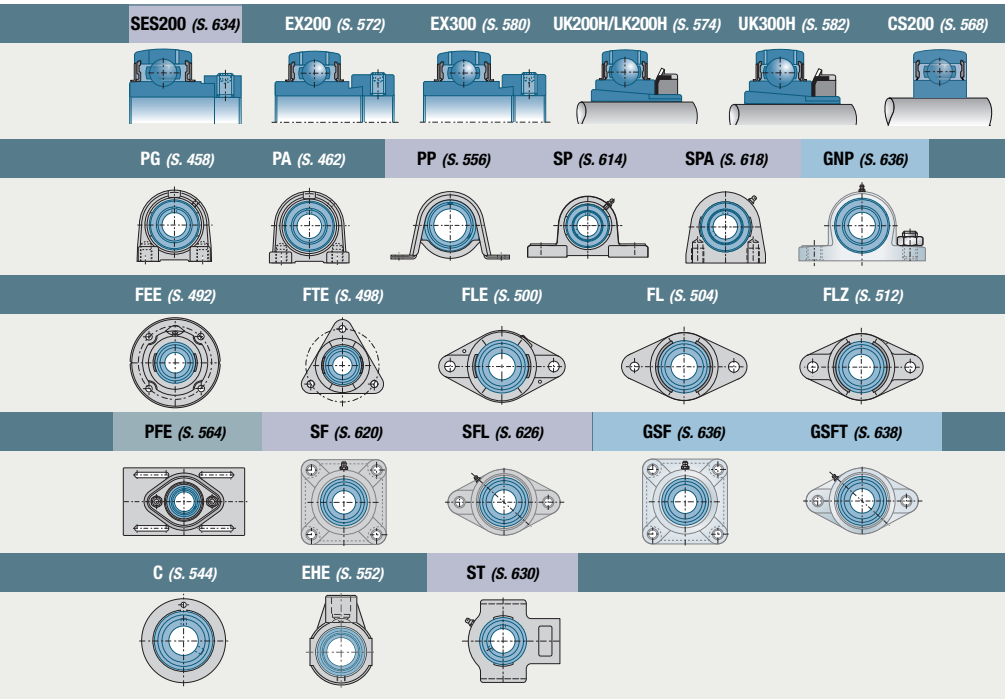 SES200 (S. 634) EX200 (S. 572) EX300 (S. 580) UK200H/LK200H (S. 574) UK300H (S. 582) CS200 (S. 568)
PG (S. 458) PA (S. 462) PP (S. 556) SP (S. 614) SPA (S. 618) GNP (S. 636)
FEE (S. 492) FTE (S. 498) FLE (S. 500) FL (S. 504) FLZ (S. 512)
PFE (S. 564) SF (S. 620) SFL (S. 626) GSF (S. 636) GSFT (S. 638)
C (S. 544) EHE (S. 552) ST (S. 630)